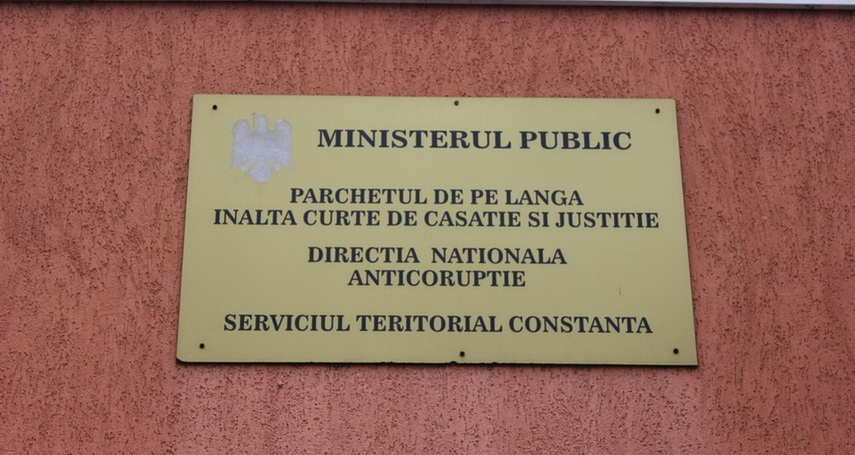 MINISTERUL PUBLIC
PARCHETUL DE PE LANGA
INALTA CURTE DE CASATIE SI JUSTITIE
DIRECTIA NATIONALA
ANTICORUPTIE
SERVICIUL TERITORIAL CONSTANTA